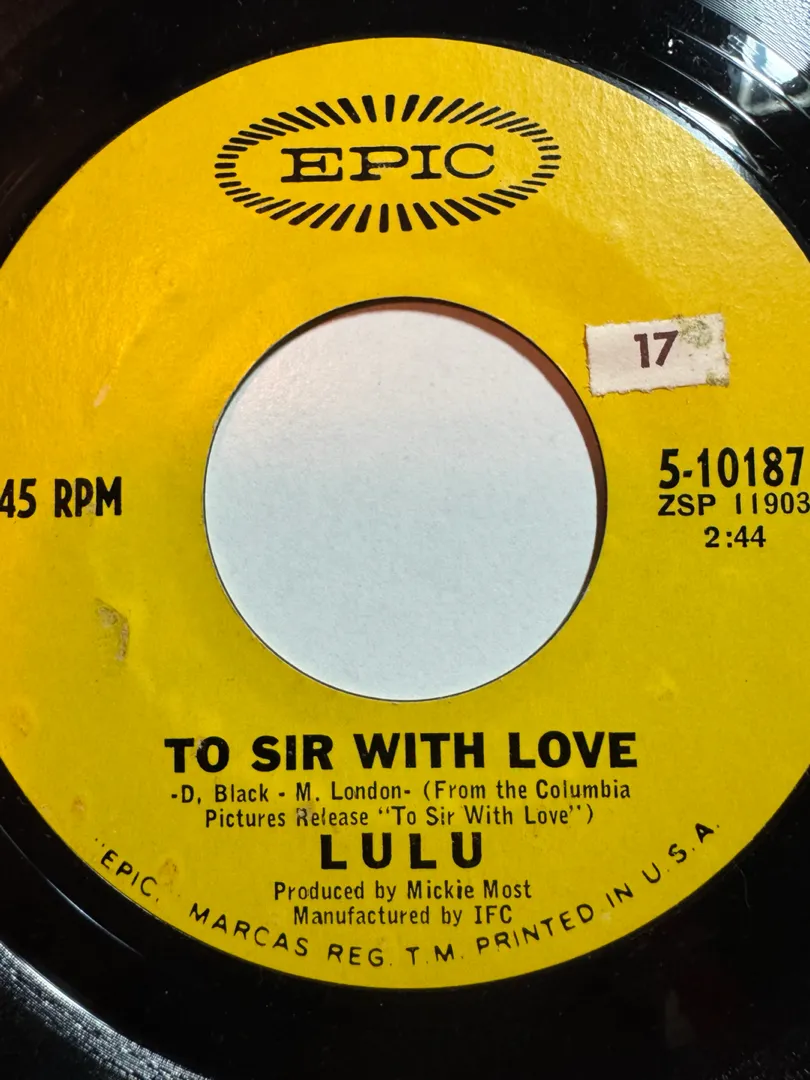 EPIC
17
45 RPM
5-10187
ZSP 11903
2:44
TO SIR WITH LOVE
-D. Black - M. London- (From the Columbia
Pictures Release "To Sir With Love")
LULU
Produced by Mickie Most
Manufactured by IFC
"EPIC. MARCAS REG. T.M. PRINTED IN U.S.A.